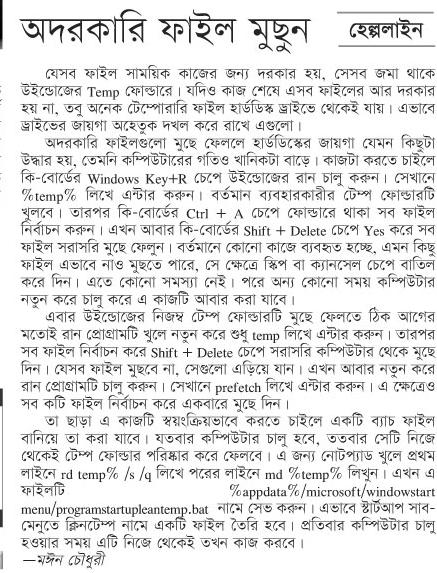 অদরকারি ফাইল মুছুন
হেল্পলাইন
যেসব ফাইল সাময়িক কাজের জন্য দরকার হয়, সেসব জমা থাকে
উইন্ডোজের Temp ফোল্ডারে। যদিও কাজ শেষে এসব ফাইলের আর দরকার
হয় না, তবু অনেক টেম্পোরারি ফাইল হার্ডডিস্ক ড্রাইভে থেকেই যায়। এভাবে
ড্রাইভের জায়গা অহেতুক দখল করে রাখে এগুলো।
অদরকারি ফাইলগুলো মুছে ফেললে হার্ডডিস্কের জায়গা যেমন কিছুটা
উদ্ধার হয়, তেমনি কম্পিউটারের গতিও খানিকটা বাড়ে। কাজটা করতে চাইলে
কি-বোর্ডের Windows Key+R চেপে উইন্ডোজের রান চালু করুন। সেখানে
%temp% লিখে এন্টার করুন। বর্তমান ব্যবহারকারীর টেম্প ফোল্ডারটি
খুলবে। তারপর কি-বোর্ডের Ctrl + A চেপে ফোল্ডারে থাকা সব ফাইল
নির্বাচন করুন। এখন আবার কি-বোর্ডের Shift + Delete চেপে Yes করে সব
ফাইল সরাসরি মুছে ফেলুন। বর্তমানে কোনো কাজে ব্যবহৃত হচ্ছে, এমন কিছু
ফাইল এভাবে নাও মুছতে পারে, সে ক্ষেত্রে স্কিপ বা ক্যানসেল চেপে বাতিল
করে দিন। এতে কোনো সমস্যা নেই। পরে অন্য কোনো সময় কম্পিউটার
নতুন করে চালু করে এ কাজটি আবার করা যাবে।
এবার উইন্ডোজের নিজস্ব টেম্প ফোল্ডারটি মুছে ফেলতে ঠিক আগের
মতোই রান প্রোগ্রামটি খুলে নতুন করে শুধু temp লিখে এন্টার করুন। তারপর
সব ফাইল নির্বাচন করে Shift + Delete চেপে সরাসরি কম্পিউটার থেকে মুছে
দিন। যেসব ফাইল মুছবে না, সেগুলো এড়িয়ে যান। এখন আবার নতুন করে
রান প্রোগ্রামটি চালু করুন। সেখানে prefetch লিখে এন্টার করুন। এ ক্ষেত্রেও
সব কটি ফাইল নির্বাচন করে একবারে মুছে দিন।
তা ছাড়া এ কাজটি স্বয়ংক্রিয়ভাবে করতে চাইলে একটি ব্যাচ ফাইল
বানিয়ে তা করা যাবে। যতবার কম্পিউটার চালু হবে, ততবার সেটি নিজে
থেকেই টেম্প ফোল্ডার পরিষ্কার করে ফেলবে। এ জন্য নোটপ্যাড খুলে প্রথম
লাইনে rd temp% /s /q লিখে পরের লাইনে md %temp% লিখুন। এখন এ
ফাইলটি %appdata%/microsoft/windowstart
menu/programstartupleantemp.bat নামে সেভ করুন। এভাবে স্টার্টআপ সাব-
মেনুতে ক্লিনটেম্প নামে একটি ফাইল তৈরি হবে। প্রতিবার কম্পিউটার চালু
হওয়ার সময় এটি নিজে থেকেই তখন কাজ করবে।
—মঈন চৌধুরী